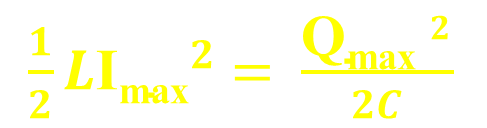 ½ LI_max² = Q_max² / 2C